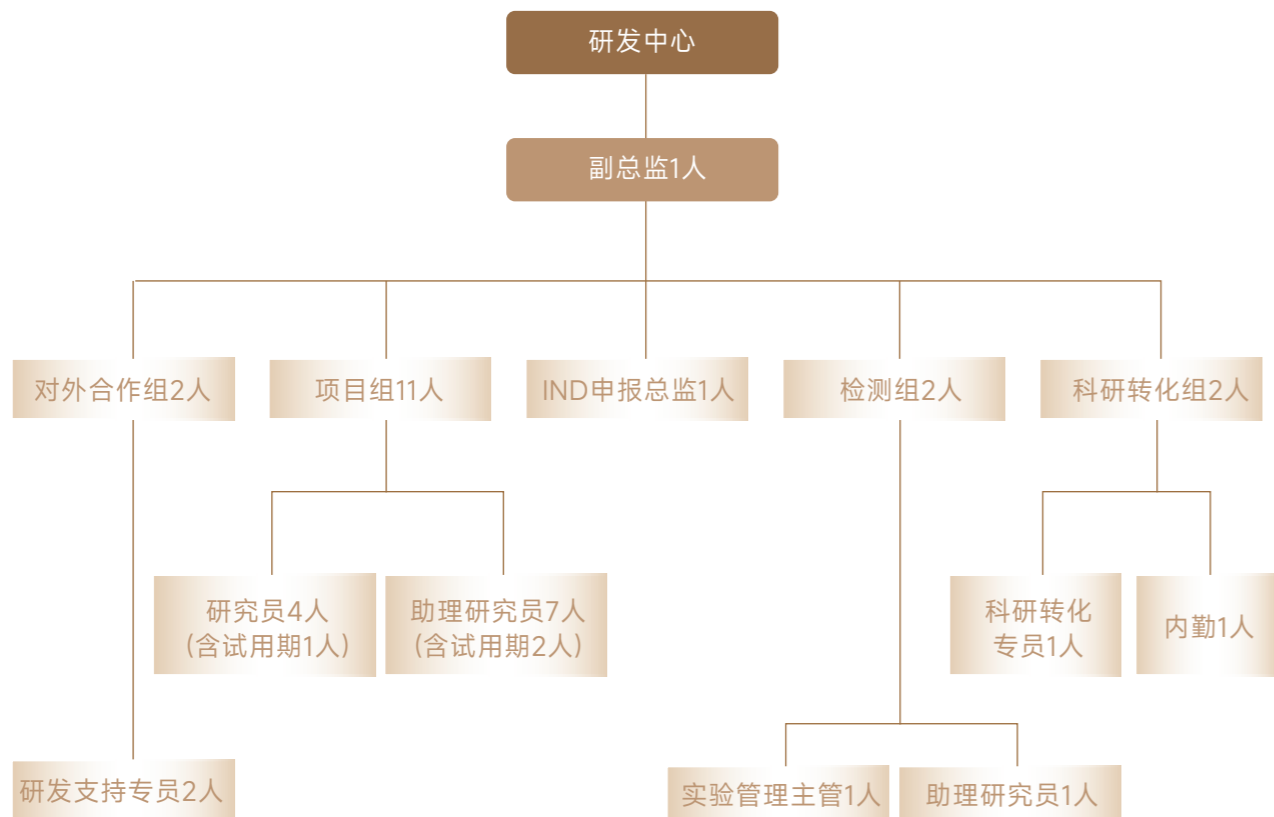 研发中心
副总监1人
对外合作组2人
项目组11人
IND申报总监1人
检测组2人
科研转化组2人
研究员4人
(含试用期1人)
助理研究员7人
(含试用期2人)
科研转化
专员1人
内勤1人
研发支持专员2人
实验管理主管1人
助理研究员1人